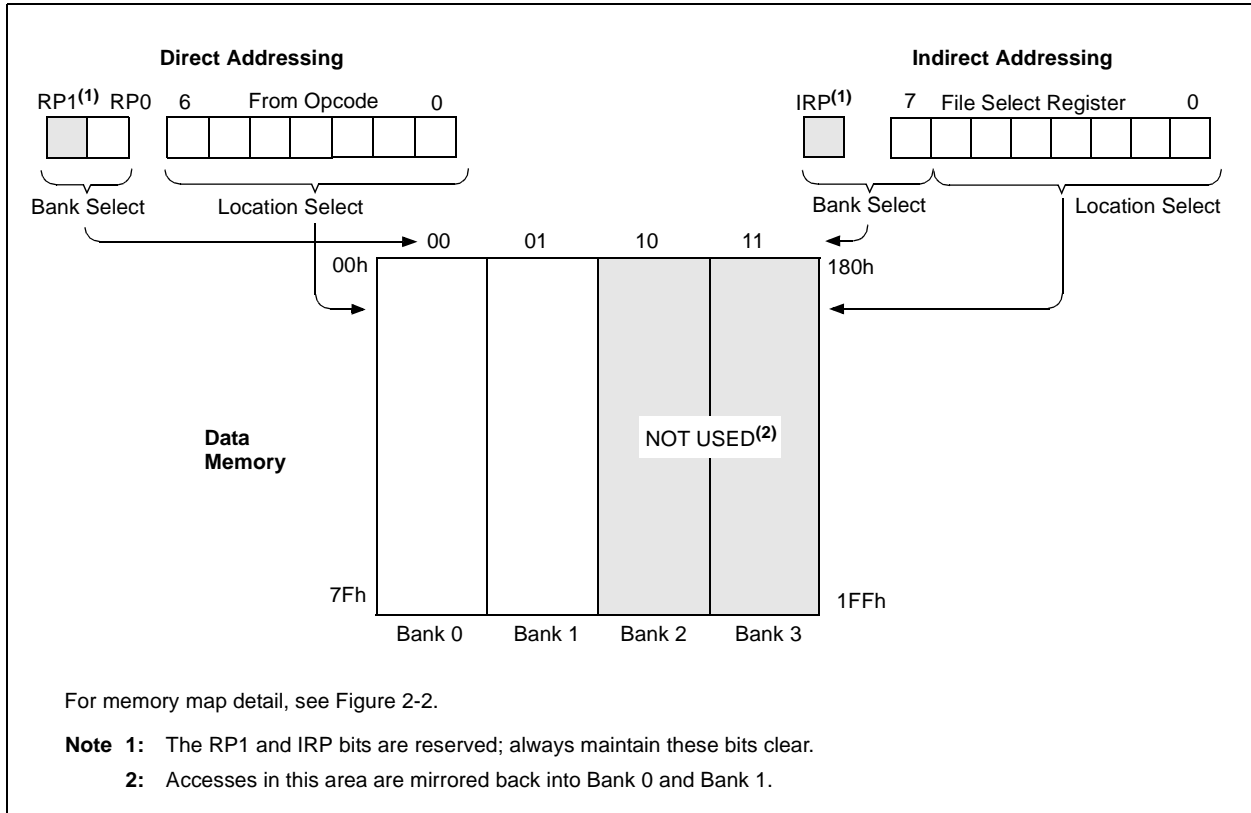 Direct Addressing
Indirect Addressing
RP1(1) RP0 6 From Opcode 0
IRP(1) 7 File Select Register 0
Bank Select Location Select
Bank Select Location Select
00 01 10 11
00h 180h
Data
Memory
NOT USED(2)
7Fh 1FFh
Bank 0 Bank 1 Bank 2 Bank 3
For memory map detail, see Figure 2-2.
Note 1: The RP1 and IRP bits are reserved; always maintain these bits clear.
2: Accesses in this area are mirrored back into Bank 0 and Bank 1.